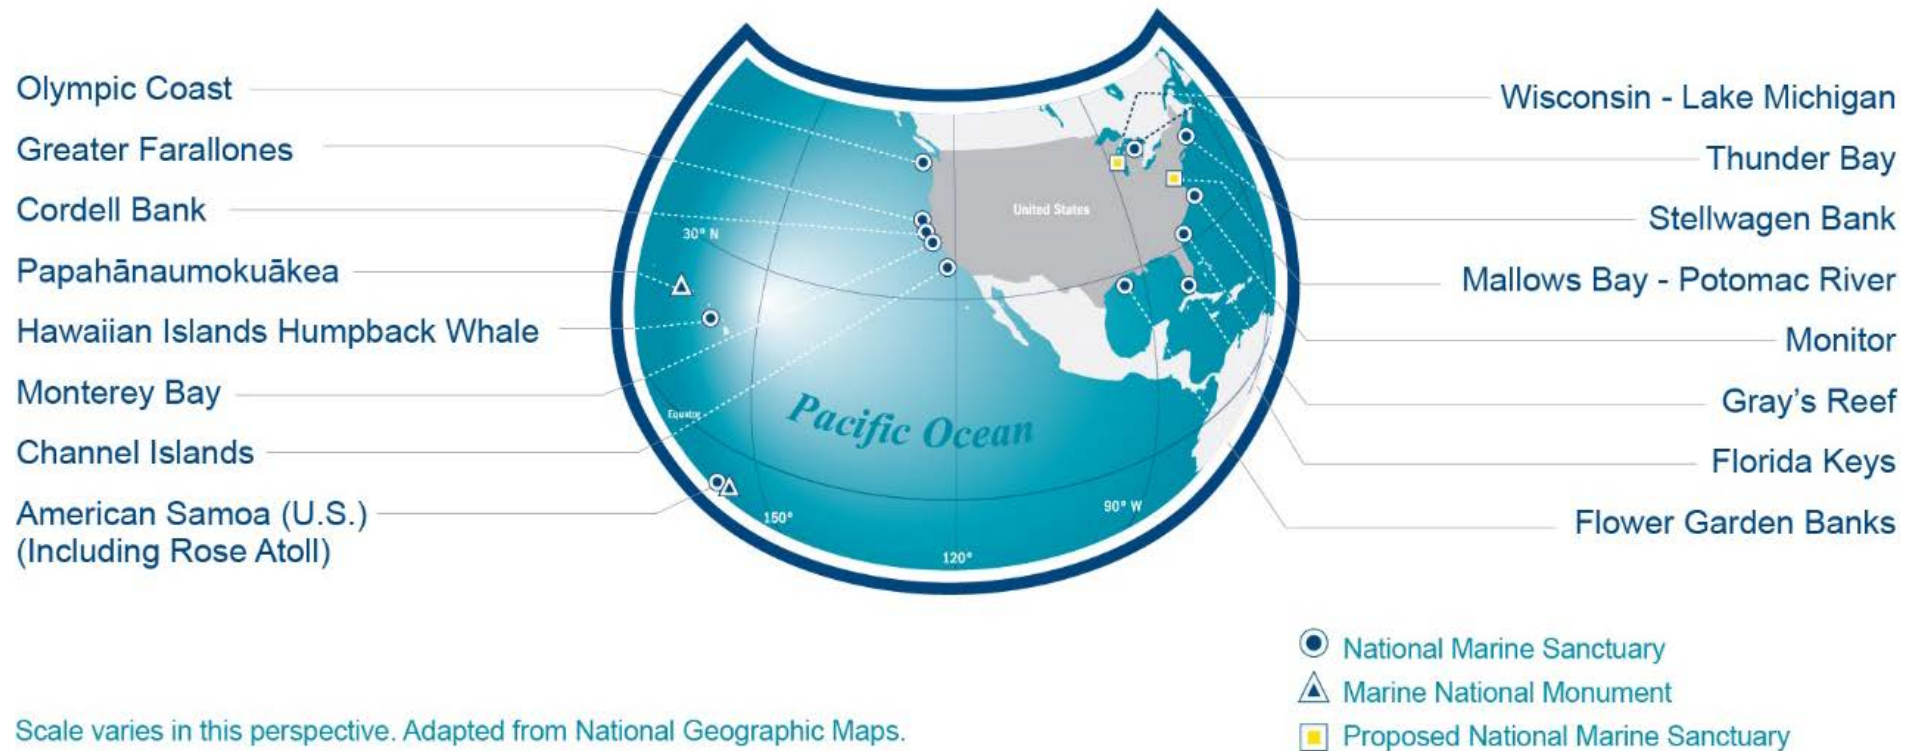 Olympic Coast
Greater Farallones
Cordell Bank
Papahānaumokuākea
Hawaiian Islands Humpback Whale
Monterey Bay
Channel Islands
American Samoa (U.S.)
(Including Rose Atoll)
United States
30° N
Equator
Pacific Ocean
150°
120°
90° W
Wisconsin - Lake Michigan
Thunder Bay
Stellwagen Bank
Mallows Bay - Potomac River
Monitor
Gray's Reef
Florida Keys
Flower Garden Banks
National Marine Sanctuary
Marine National Monument
Proposed National Marine Sanctuary
Scale varies in this perspective. Adapted from National Geographic Maps.